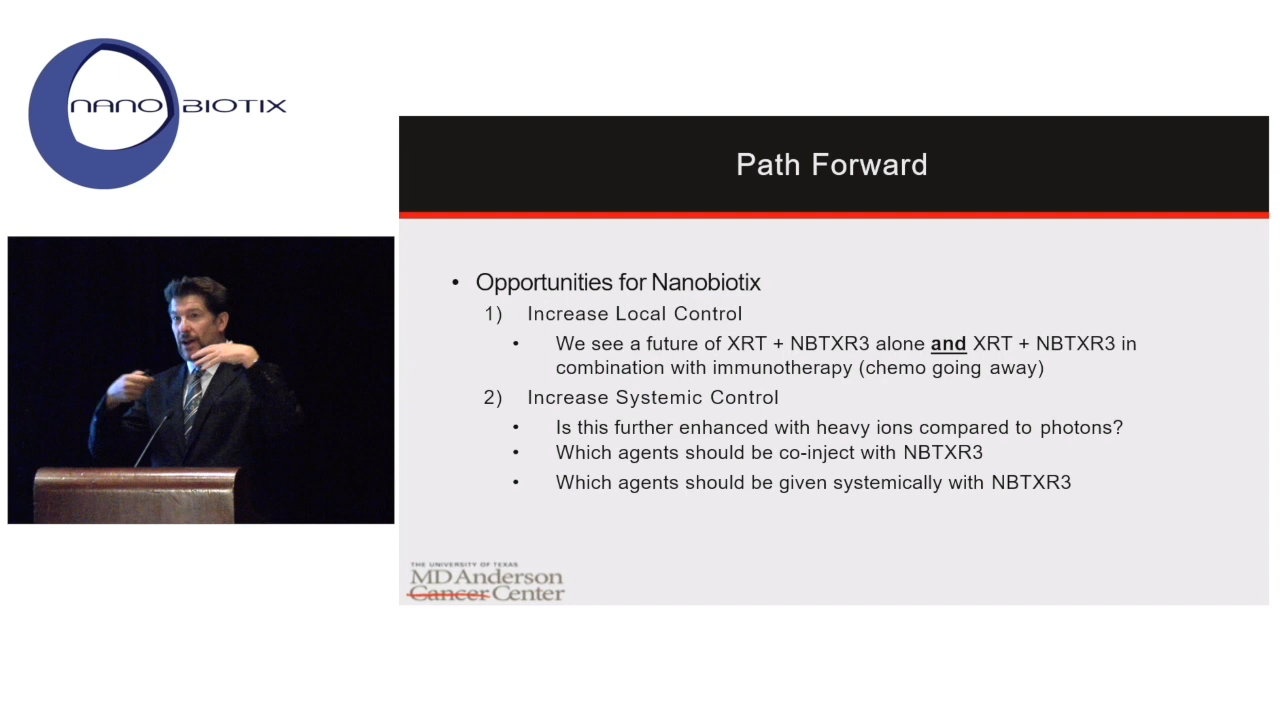 NANOBIOTIX
Path Forward
• Opportunities for Nanobiotix
1) Increase Local Control
• We see a future of XRT + NBTXR3 alone and XRT + NBTXR3 in
combination with immunotherapy (chemo going away)
2) Increase Systemic Control
• Is this further enhanced with heavy ions compared to photons?
• Which agents should be co-inject with NBTXR3
• Which agents should be given systemically with NBTXR3
THE UNIVERSITY OF TEXAS
MD Anderson
Cancer Center